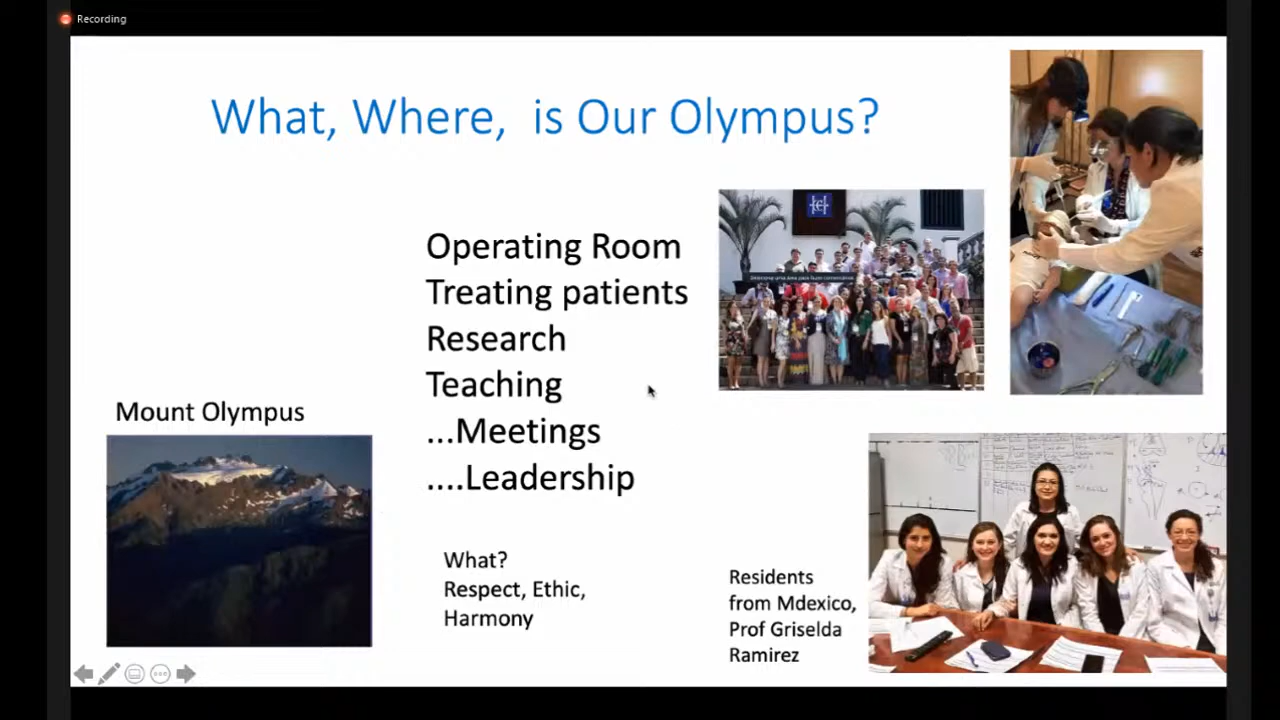 Recording
What, Where, is Our Olympus?
Operating Room
Treating patients
Research
Teaching
...Meetings
....Leadership
Mount Olympus
What?
Respect, Ethic,
Harmony
Residents
from Mdexico,
Prof Griselda
Ramirez